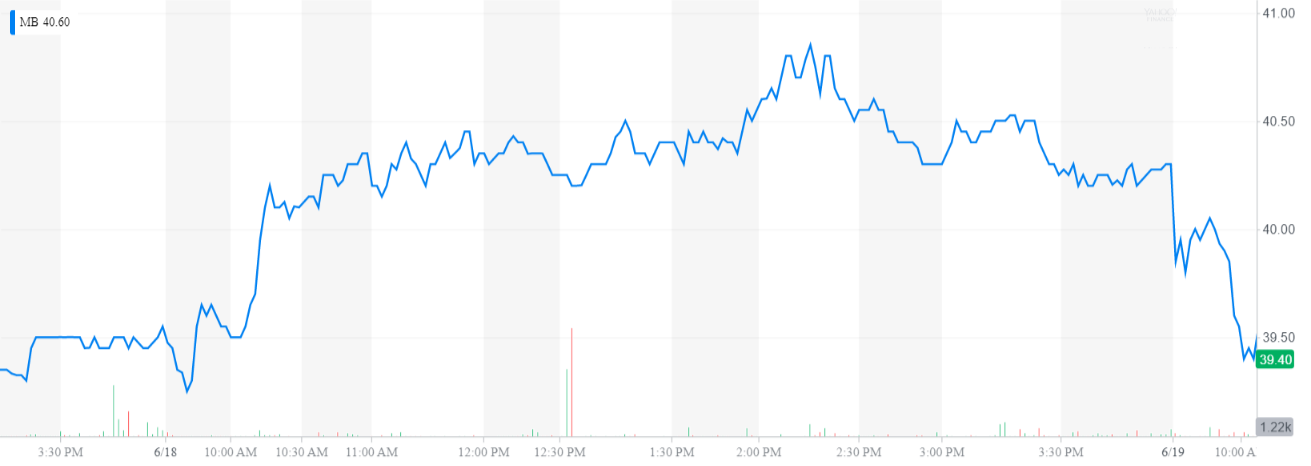 MB 40.60
YAHOO!
FINANCE
41.00
40.50
40.00
39.50
39.40
1.22k
3:30 PM
6/18
10:00 AM
10:30 AM
11:00 AM
12:00 PM
12:30 PM
1:30 PM
2:00 PM
2:30 PM
3:00 PM
3:30 PM
6/19
10:00 A